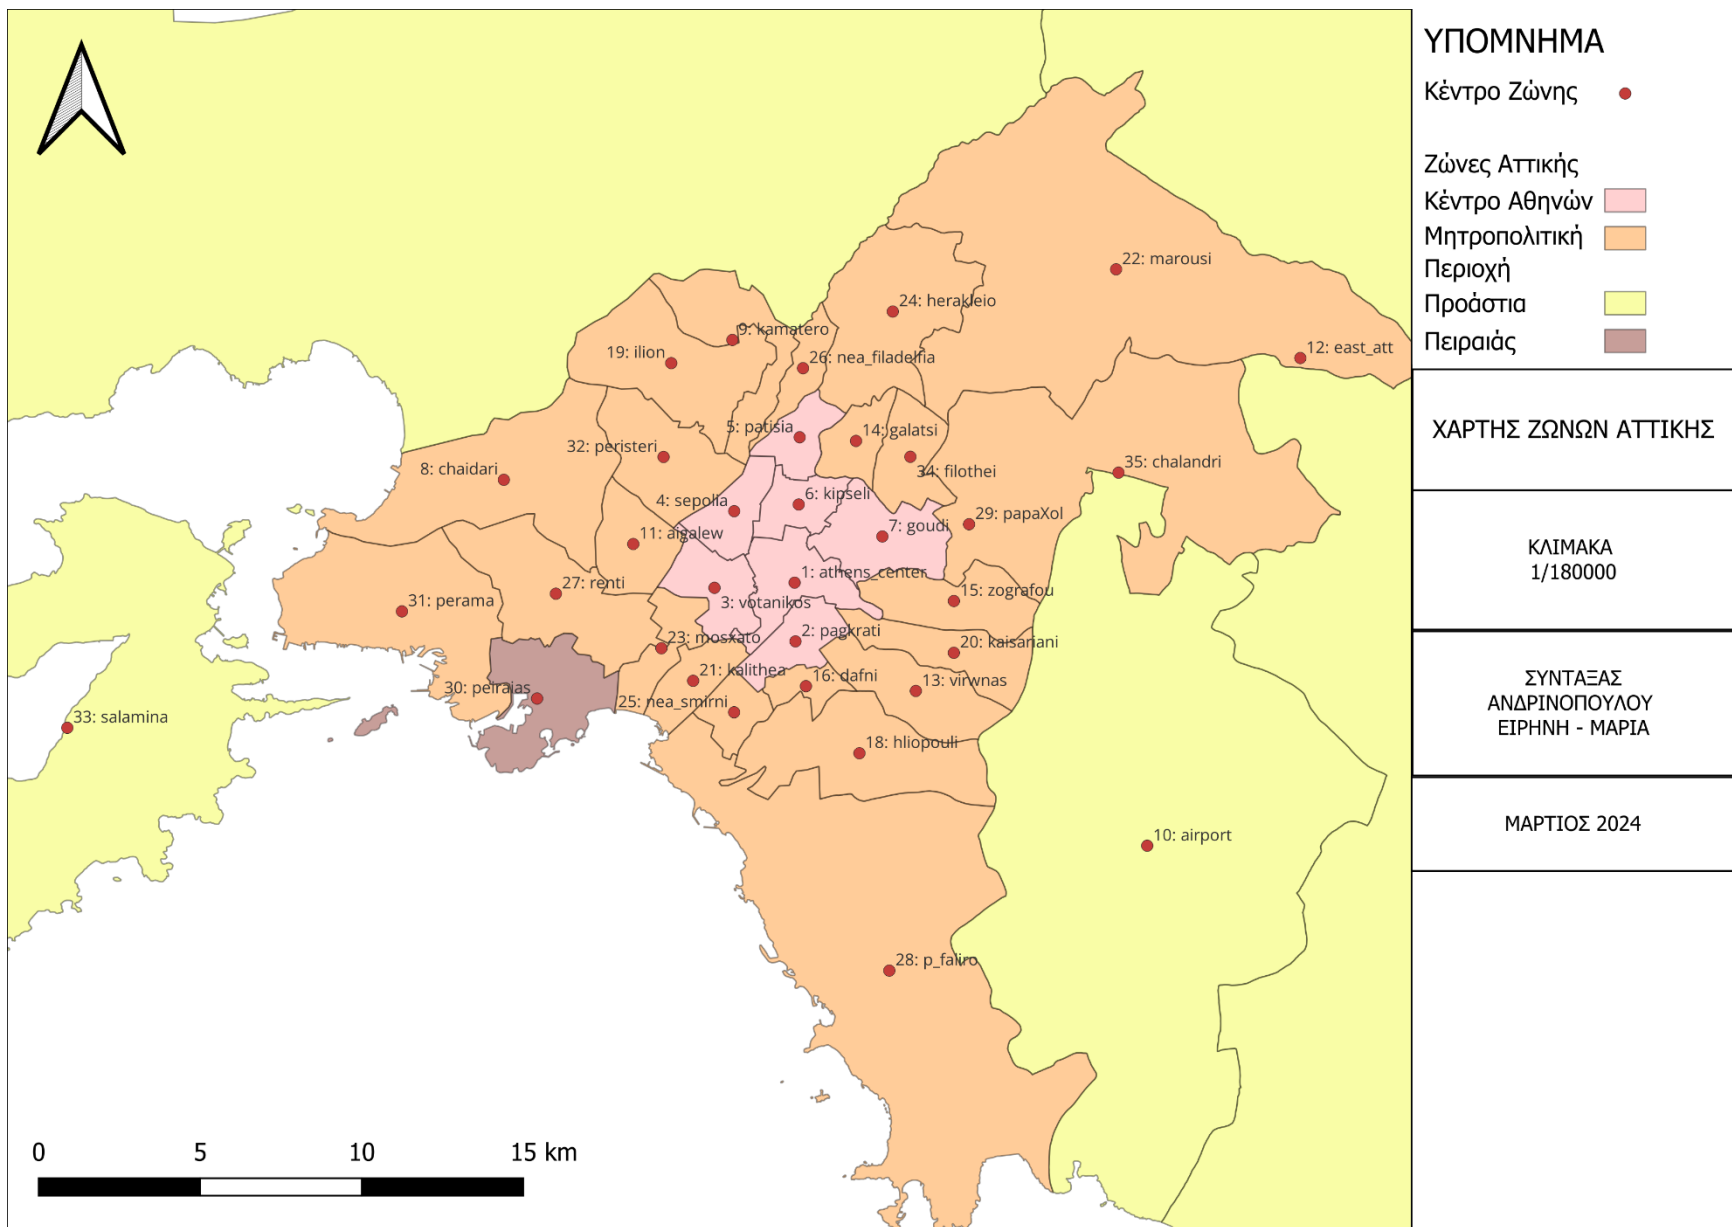 ΥΠΟΜΝΗΜΑ
Κέντρο Ζώνης
Ζώνες Αττικής
Κέντρο Αθηνών
Μητροπολιτική
Περιοχή
Προάστια
Πειραιάς
ΧΑΡΤΗΣ ΖΩΝΩΝ ΑΤΤΙΚΗΣ
ΚΛΙΜΑΚΑ
1/180000
ΣΥΝΤΑΞΑΣ
ΑΝΔΡΙΝΟΠΟΥΛΟΥ
ΕΙΡΗΝΗ - ΜΑΡΙΑ
ΜΑΡΤΙΟΣ 2024
22: marousi
24: herakleio
9: kamatero
12: east_att
19: ilion
26: nea_filadelfia
5: patisia
14: galatsi
32: peristeri
8: chaidari
34: filothei
35: chalandri
4: sepolia
6: kipseli
29: papaXol
7: goudi
11: aigalew
1: athens_center
27: renti
15: zografou
3: votanikos
31: perama
2: pagkrati
23: mosxato
20: kaisariani
21: kalithea
16: dafni
13: virwnas
30: peiraias
25: nea_smirni
33: salamina
18: hliopouli
10: airport
28: p_faliro
0 5 10 15 km